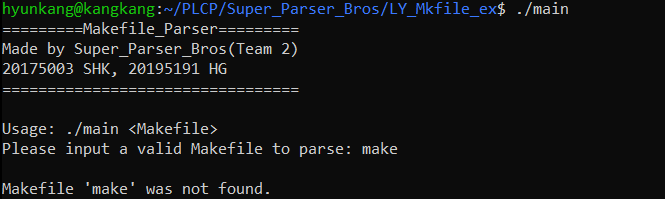 hyunkang@kangkang:~/PLCP/Super_Parser_Bros/LY_Mkfile_ex$ ./main
=========Makefile_Parser=========
Made by Super_Parser_Bros(Team 2)
20175003 SHK, 20195191 HG
=================================
Usage: ./main <Makefile>
Please input a valid Makefile to parse: make
Makefile 'make' was not found.